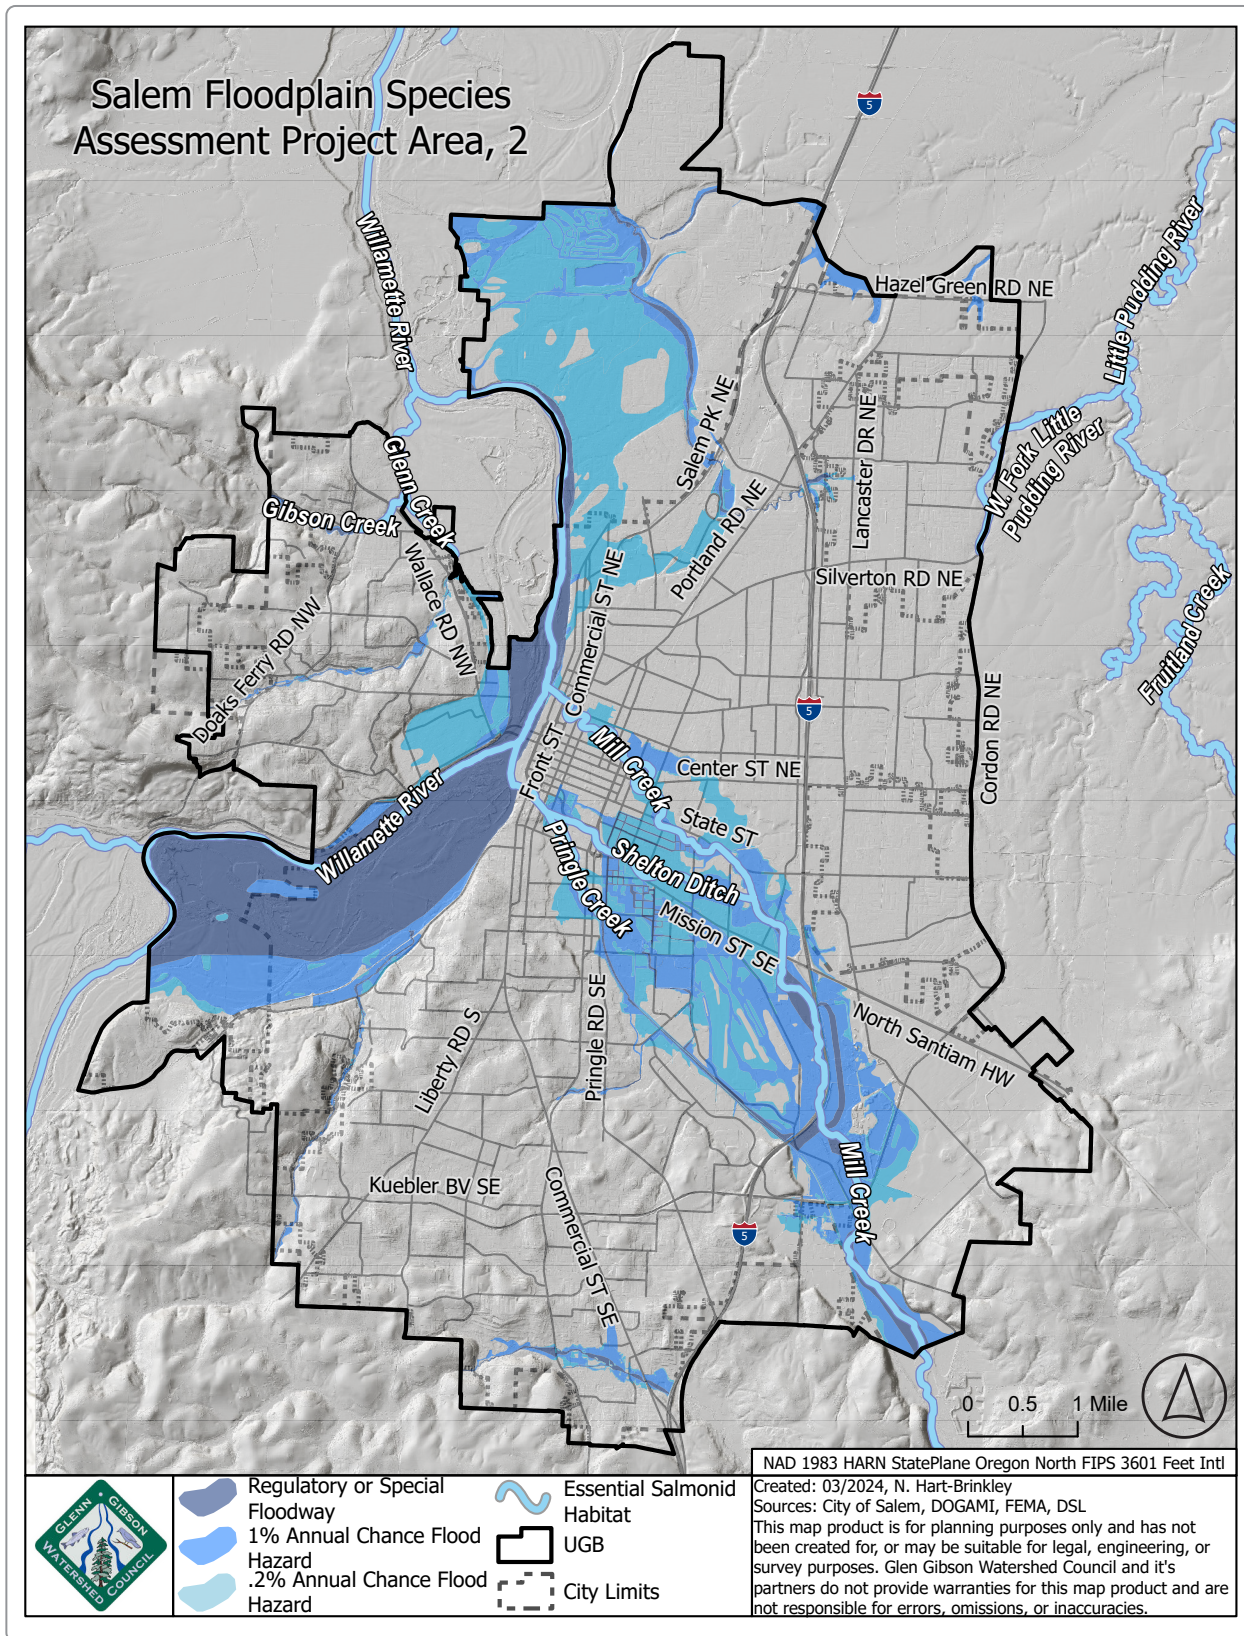 Salem Floodplain Species
Assessment Project Area, 2
5
Willamette River
Hazel Green RD NE
Little Pudding River
Salem PK NE
Lancaster DR NE
W. Fork Little
Pudding River
Glenn Creek
Gibson Creek
Portland RD NE
Wallace RD NW
Silverton RD NE
Commercial ST NE
Doaks Ferry RD NW
Fruitland Creek
Cordon RD NE
5
Front ST
Mill Creek
Center ST NE
State ST
Willamette River
Pringle Creek
Shelton Ditch
Mission ST SE
North Santiam HW
Liberty RD S
Pringle RD SE
Kuebler BV SE
Commercial ST SE
Mill Creek
5
0 0.5 1 Mile
NAD 1983 HARN StatePlane Oregon North FIPS 3601 Feet Intl
GLENN - GIBSON
WATERSHED COUNCIL
Regulatory or Special
Floodway
1% Annual Chance Flood
Hazard
.2% Annual Chance Flood
Hazard
Essential Salmonid
Habitat
UGB
City Limits
Created: 03/2024, N. Hart-Brinkley
Sources: City of Salem, DOGAMI, FEMA, DSL
This map product is for planning purposes only and has not
been created for, or may be suitable for legal, engineering, or
survey purposes. Glen Gibson Watershed Council and it's
partners do not provide warranties for this map product and are
not responsible for errors, omissions, or inaccuracies.